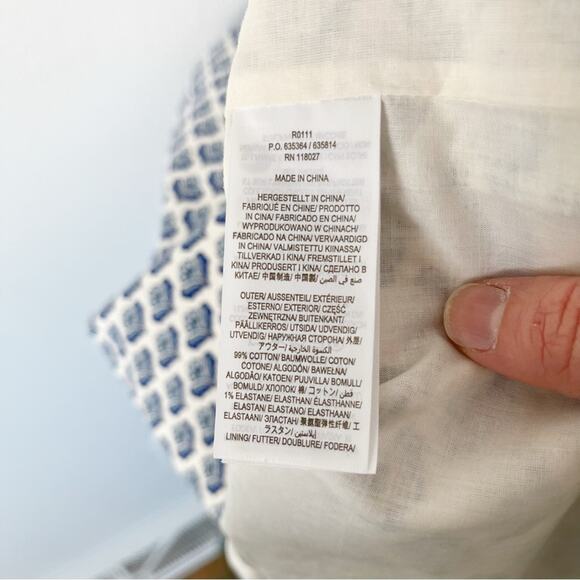 R0111
P.O. 635364 / 635814
RN 118027
MADE IN CHINA
HERGESTELLT IN CHINA/
FABRIQUÉ EN CHINE/ PRODOTTO
IN CINA/ FABRICADO EN CHINA/
WYPRODUKOWANO W CHINACH/
FABRICADO NA CHINA/ VERVAARDIGD
IN CHINA/ VALMISTETTU KIINASSA/
TILLVERKAD I KINA/ FREMSTILLET I
KINA/ PRODUSERT I KINA/ СДЕЛАНО В
КИТАЕ/ 中国制造/ 中国製/ صنع في الصين
OUTER/ AUSSENTEIL/ EXTÉRIEUR/
ESTERNO/ EXTERIOR/ CZĘŚĆ
ZEWNĘTRZNA/ BUITENKANT/
PÄÄLLIKERROS/ UTSIDA/ UDVENDIG/
UTVENDIG/ НАРУЖНАЯ СТОРОНА/ 外层/
アウター/ الكسوة الخارجية
99% COTTON/ BAUMWOLLE/ COTON/
COTONE/ ALGODÓN/ BAWEŁNA/
ALGODÃO/ KATOEN/ PUUVILLA/ BOMULL/
BOMULD/ ХЛОПОК/ 棉/ コットン/ قطن
1% ELASTANE/ ELASTHAN/ ÉLASTHANNE/
ELASTAN/ ELASTANO/ ELASTHAAN/
ELASTAANI/ ЭЛАСТАН/ 聚氨酯弹性纤维/ エ
ラスタン/ إيلاستين
LINING/ FUTTER/ DOUBLURE/ FODERA/